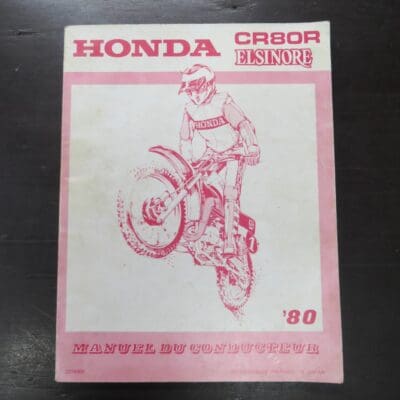 HONDA CR80R
ELSINORE
HONDA
'80
MANUEL DU CONDUCTEUR